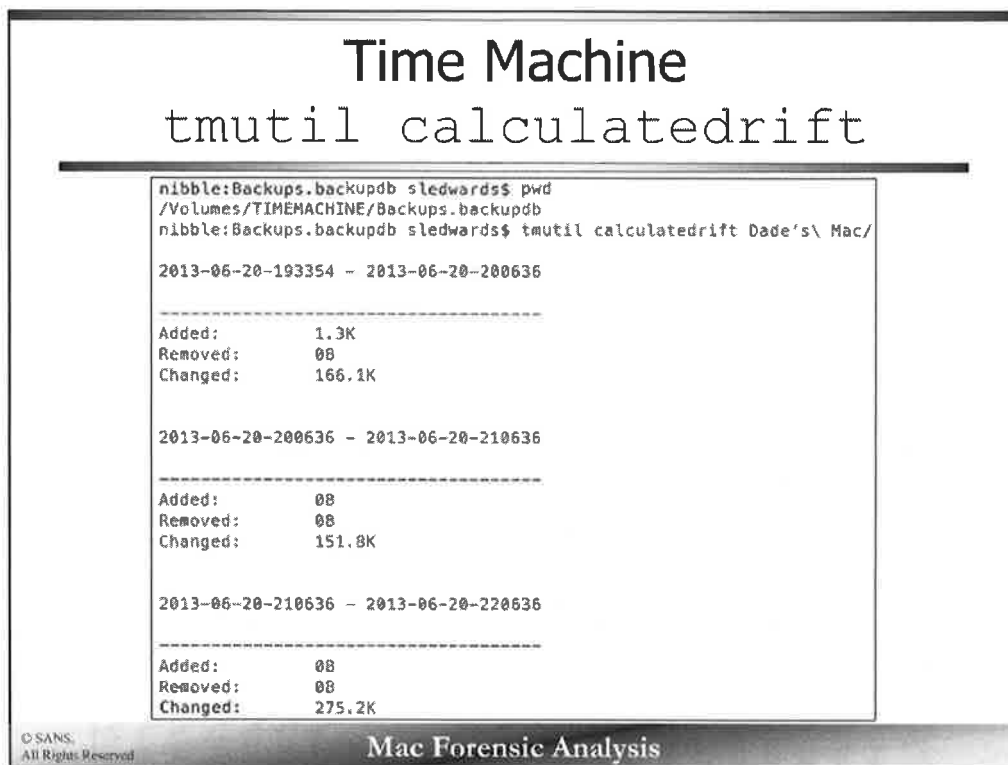 Time Machine
tmutil calculatedrift
nibble:Backups.backupdb sledwards$ pwd
/Volumes/TIMEMACHINE/Backups.backupdb
nibble:Backups.backupdb sledwards$ tmutil calculatedrift Dade's\ Mac/
2013-06-20-193354 - 2013-06-20-200636
-------------------------------------
Added: 1.3K
Removed: 0B
Changed: 166.1K
2013-06-20-200636 - 2013-06-20-210636
-------------------------------------
Added: 0B
Removed: 0B
Changed: 151.8K
2013-06-20-210636 - 2013-06-20-220636
-------------------------------------
Added: 0B
Removed: 0B
Changed: 275.2K
© SANS,
All Rights Reserved
Mac Forensic Analysis